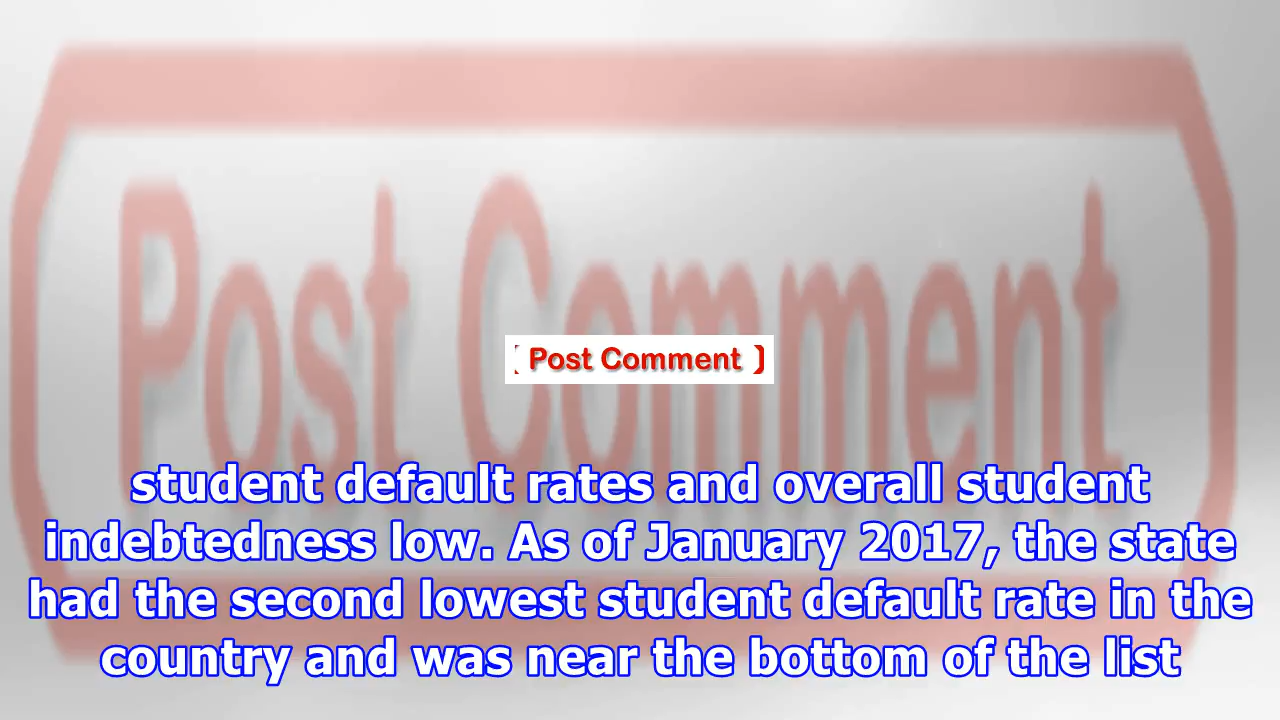 Post Comment
[ Post Comment ]
student default rates and overall student
indebtedness low. As of January 2017, the state
had the second lowest student default rate in the
country and was near the bottom of the list